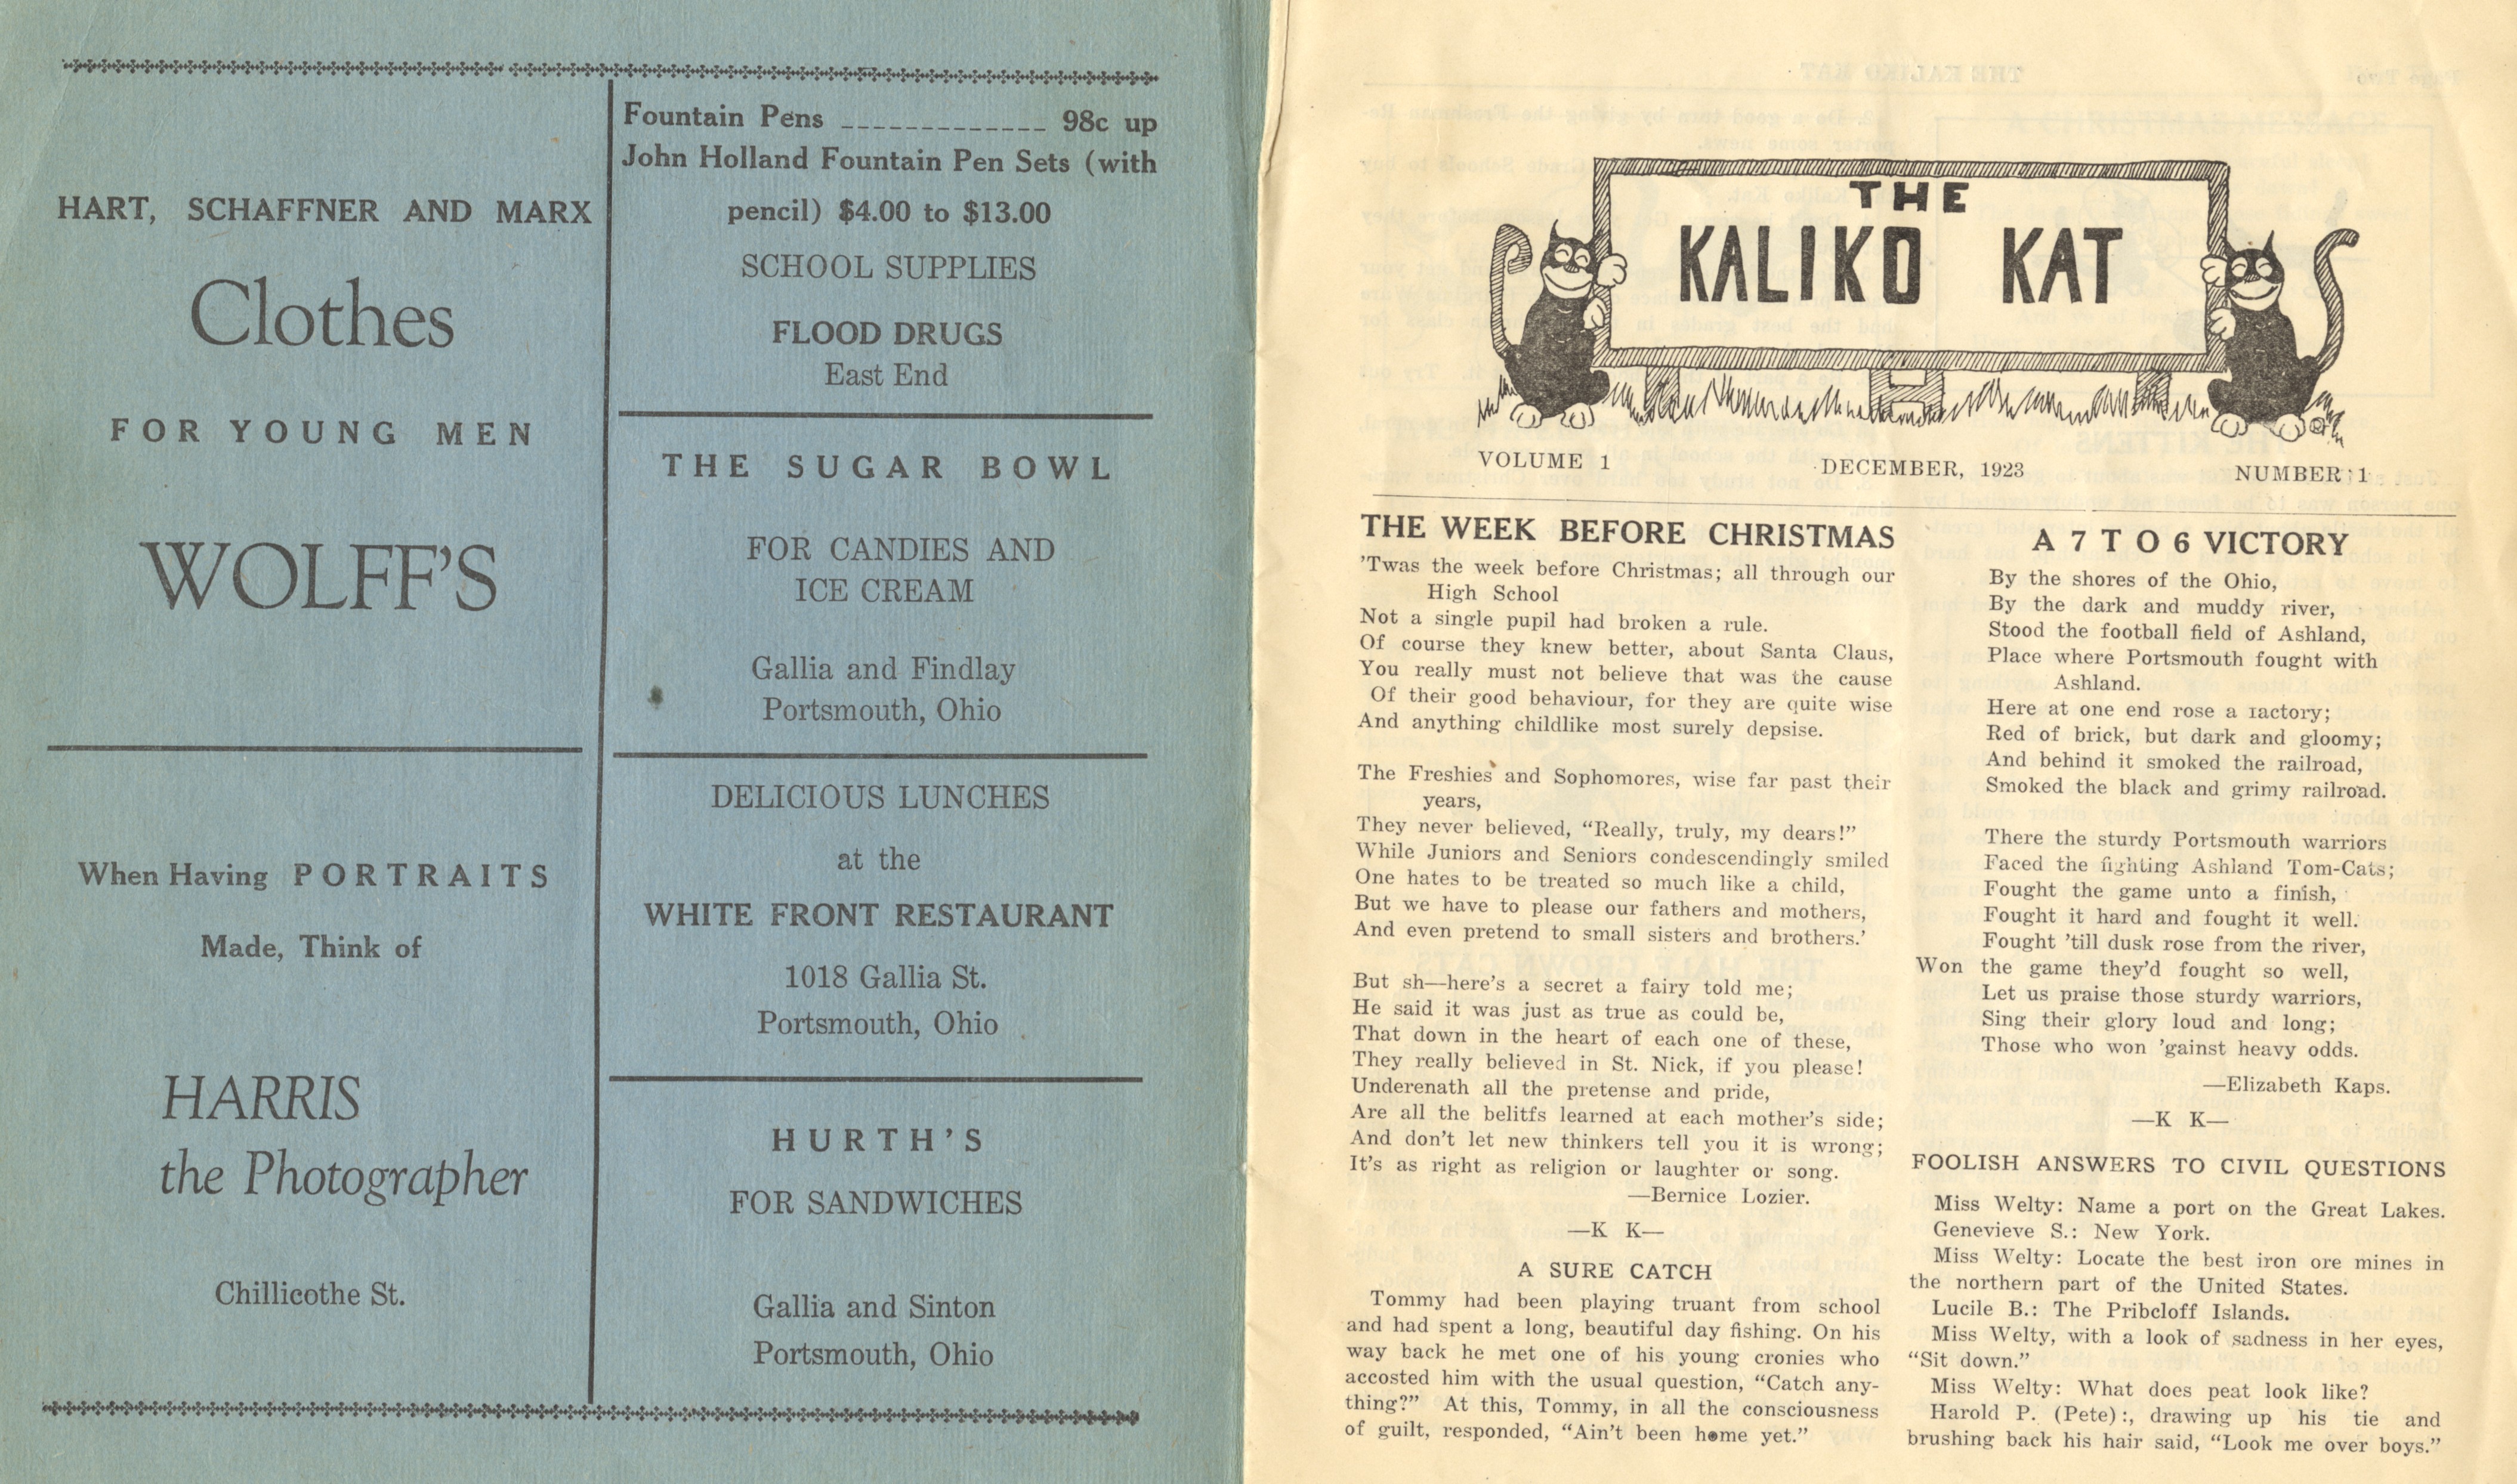 HART, SCHAFFNER AND MARX
Clothes
FOR YOUNG MEN
WOLFF'S
When Having PORTRAITS
Made, Think of
HARRIS
the Photographer
Chillicothe St.
Fountain Pens _____________ 98c up
John Holland Fountain Pen Sets (with
pencil) $4.00 to $13.00
SCHOOL SUPPLIES
FLOOD DRUGS
East End
THE SUGAR BOWL
FOR CANDIES AND
ICE CREAM
Gallia and Findlay
Portsmouth, Ohio
DELICIOUS LUNCHES
at the
WHITE FRONT RESTAURANT
1018 Gallia St.
Portsmouth, Ohio
HURTH'S
FOR SANDWICHES
Gallia and Sinton
Portsmouth, Ohio
THE
KALIKO KAT
VOLUME 1 DECEMBER, 1923 NUMBER 1
THE WEEK BEFORE CHRISTMAS
'Twas the week before Christmas; all through our
High School
Not a single pupil had broken a rule.
Of course they knew better, about Santa Claus,
You really must not believe that was the cause
Of their good behaviour, for they are quite wise
And anything childlike most surely depsise.
The Freshies and Sophomores, wise far past their
years,
They never believed, "Really, truly, my dears!"
While Juniors and Seniors condescendingly smiled
One hates to be treated so much like a child,
But we have to please our fathers and mothers,
And even pretend to small sisters and brothers.'
But sh—here's a secret a fairy told me;
He said it was just as true as could be,
That down in the heart of each one of these,
They really believed in St. Nick, if you please!
Underenath all the pretense and pride,
Are all the belitfs learned at each mother's side;
And don't let new thinkers tell you it is wrong;
It's as right as religion or laughter or song.
—Bernice Lozier.
—K K—
A SURE CATCH
Tommy had been playing truant from school
and had spent a long, beautiful day fishing. On his
way back he met one of his young cronies who
accosted him with the usual question, "Catch any-
thing?" At this, Tommy, in all the consciousness
of guilt, responded, "Ain't been home yet."
A 7 T O 6 VICTORY
By the shores of the Ohio,
By the dark and muddy river,
Stood the football field of Ashland,
Place where Portsmouth fought with
Ashland.
Here at one end rose a factory;
Red of brick, but dark and gloomy;
And behind it smoked the railroad,
Smoked the black and grimy railroad.
There the sturdy Portsmouth warriors
Faced the fighting Ashland Tom-Cats;
Fought the game unto a finish,
Fought it hard and fought it well.
Fought 'till dusk rose from the river,
Won the game they'd fought so well,
Let us praise those sturdy warriors,
Sing their glory loud and long;
Those who won 'gainst heavy odds.
—Elizabeth Kaps.
—K K—
FOOLISH ANSWERS TO CIVIL QUESTIONS
Miss Welty: Name a port on the Great Lakes.
Genevieve S.: New York.
Miss Welty: Locate the best iron ore mines in
the northern part of the United States.
Lucile B.: The Pribcloff Islands.
Miss Welty, with a look of sadness in her eyes,
"Sit down."
Miss Welty: What does peat look like?
Harold P. (Pete):, drawing up his tie and
brushing back his hair said, "Look me over boys."